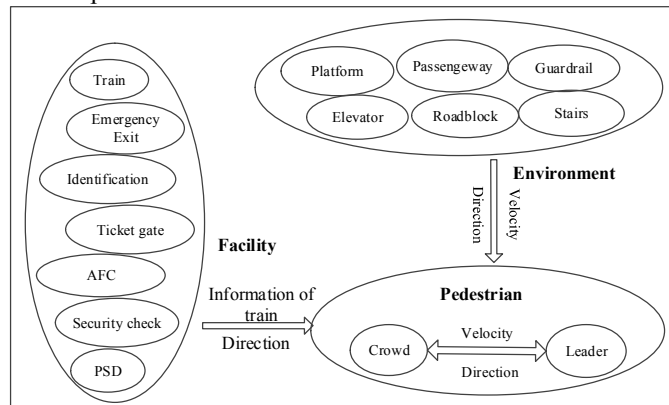 Train
Emergency
Exit
Identification
Ticket gate
AFC
Security check
PSD
Facility
Platform
Passengeway
Guardrail
Elevator
Roadblock
Stairs
Environment
Direction
Velocity
Information of
train
Direction
Pedestrian
Crowd
Velocity
Direction
Leader